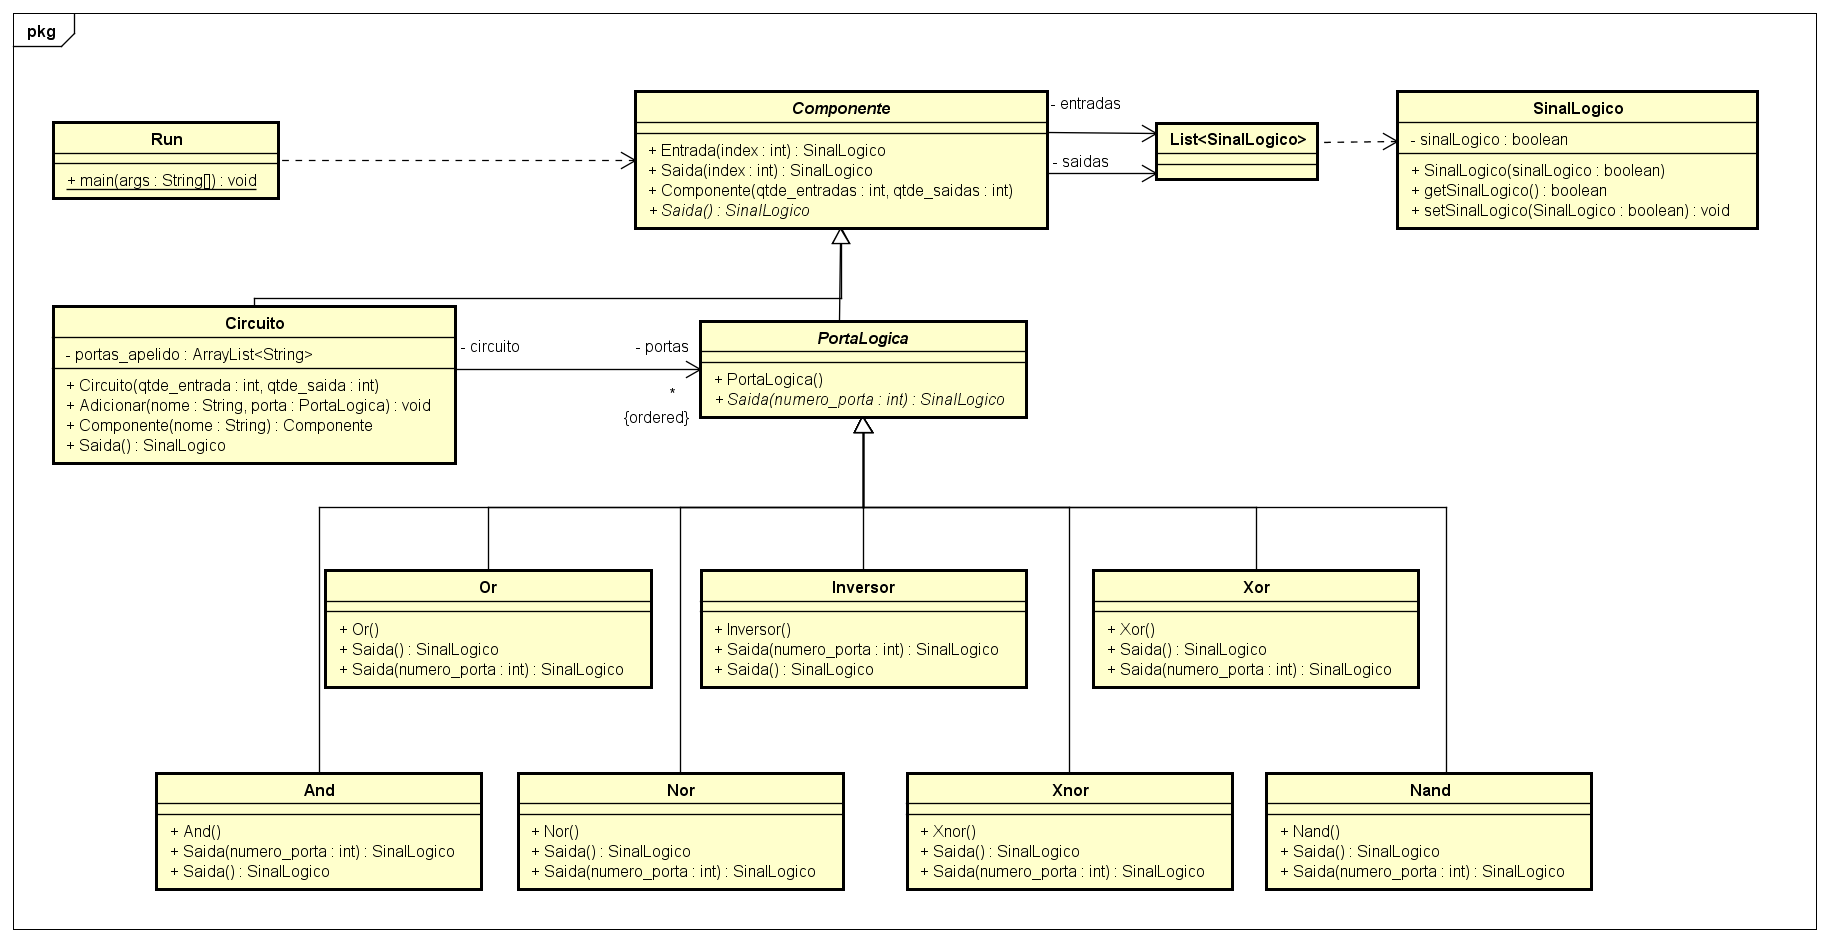 pkg
Run
+ main(args : String[]) : void
Componente
+ Entrada(index : int) : SinalLogico
+ Saida(index : int) : SinalLogico
+ Componente(qtde_entradas : int, qtde_saidas : int)
+ Saida() : SinalLogico
- entradas
- saidas
List<SinalLogico>
SinalLogico
- sinalLogico : boolean
+ SinalLogico(sinalLogico : boolean)
+ getSinalLogico() : boolean
+ setSinalLogico(SinalLogico : boolean) : void
Circuito
- portas_apelido : ArrayList<String>
+ Circuito(qtde_entrada : int, qtde_saida : int)
+ Adicionar(nome : String, porta : PortaLogica) : void
+ Componente(nome : String) : Componente
+ Saida() : SinalLogico
- circuito
- portas
*
{ordered}
PortaLogica
+ PortaLogica()
+ Saida(numero_porta : int) : SinalLogico
Or
+ Or()
+ Saida() : SinalLogico
+ Saida(numero_porta : int) : SinalLogico
Inversor
+ Inversor()
+ Saida(numero_porta : int) : SinalLogico
+ Saida() : SinalLogico
Xor
+ Xor()
+ Saida() : SinalLogico
+ Saida(numero_porta : int) : SinalLogico
And
+ And()
+ Saida(numero_porta : int) : SinalLogico
+ Saida() : SinalLogico
Nor
+ Nor()
+ Saida() : SinalLogico
+ Saida(numero_porta : int) : SinalLogico
Xnor
+ Xnor()
+ Saida() : SinalLogico
+ Saida(numero_porta : int) : SinalLogico
Nand
+ Nand()
+ Saida() : SinalLogico
+ Saida(numero_porta : int) : SinalLogico